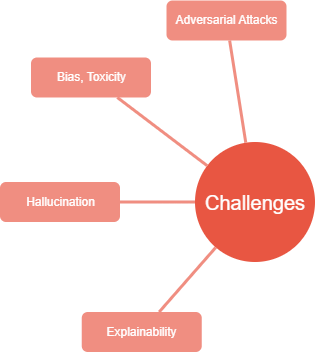 Adversarial Attacks
Bias, Toxicity
Hallucination
Challenges
Explainability